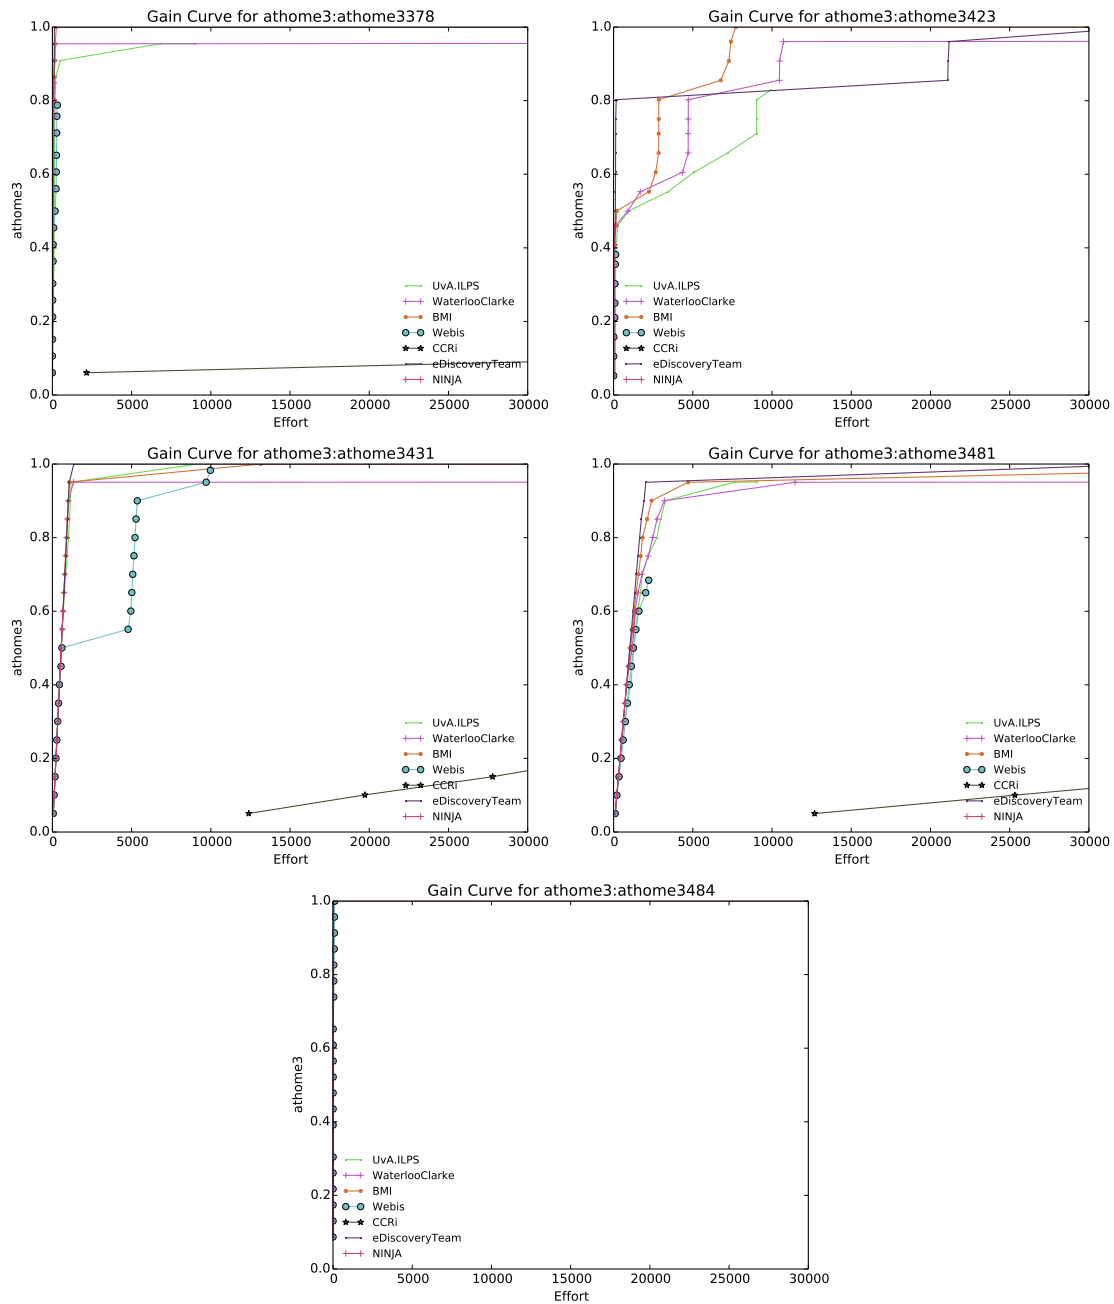 Gain Curve for athome3:athome3378
1.0
0.8
0.6
0.4
0.2
0.0
athome3
UvA.ILPS
WaterlooClarke
BMI
Webis
CCRi
eDiscoveryTeam
NINJA
0 5000 10000 15000 20000 25000 30000
Effort
Gain Curve for athome3:athome3423
1.0
0.8
0.6
0.4
0.2
0.0
athome3
UvA.ILPS
WaterlooClarke
BMI
Webis
CCRi
eDiscoveryTeam
NINJA
0 5000 10000 15000 20000 25000 30000
Effort
Gain Curve for athome3:athome3431
1.0
0.8
0.6
0.4
0.2
0.0
athome3
UvA.ILPS
WaterlooClarke
BMI
Webis
CCRi
eDiscoveryTeam
NINJA
0 5000 10000 15000 20000 25000 30000
Effort
Gain Curve for athome3:athome3481
1.0
0.8
0.6
0.4
0.2
0.0
athome3
UvA.ILPS
WaterlooClarke
BMI
Webis
CCRi
eDiscoveryTeam
NINJA
0 5000 10000 15000 20000 25000 30000
Effort
Gain Curve for athome3:athome3484
1.0
0.8
0.6
0.4
0.2
0.0
athome3
UvA.ILPS
WaterlooClarke
BMI
Webis
CCRi
eDiscoveryTeam
NINJA
0 5000 10000 15000 20000 25000 30000
Effort